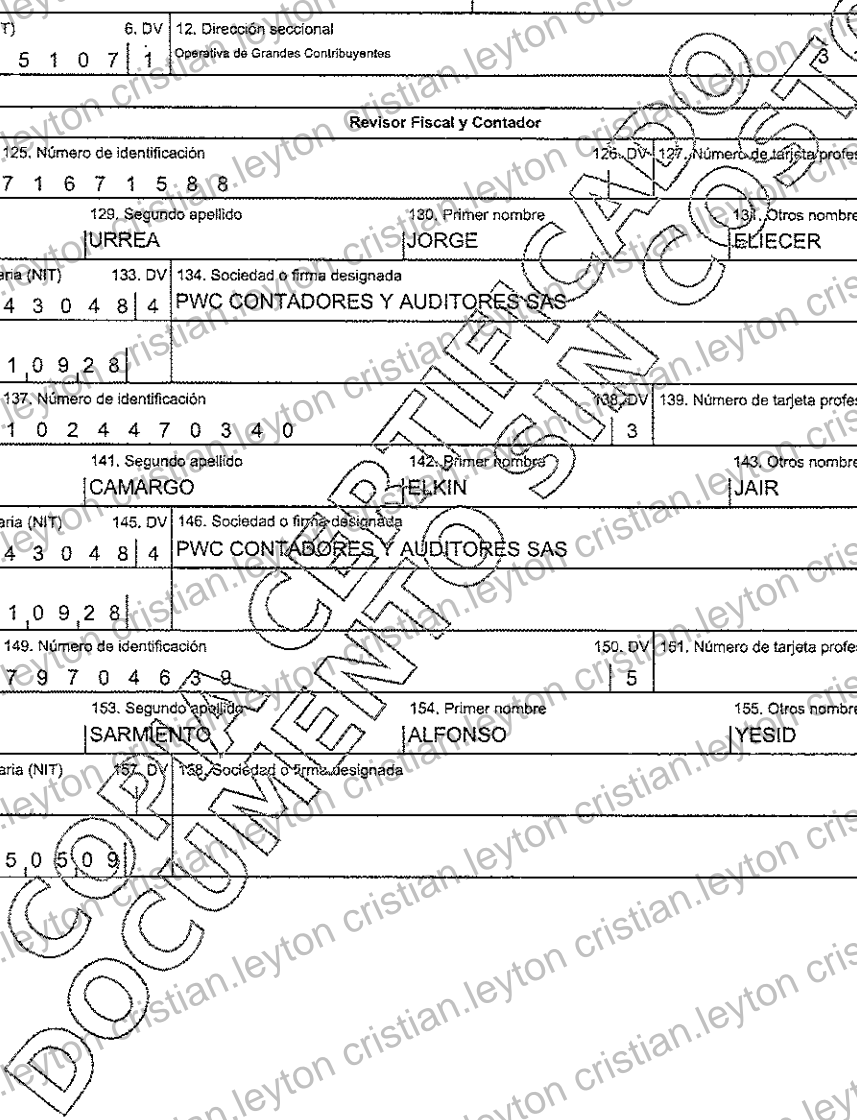 T) 6. DV 12. Dirección seccional
5 1 0 7 1 Operativa de Grandes Contribuyentes 3
Revisor Fiscal y Contador
125. Número de identificación 126. DV 127. Número de tarjeta profes
7 1 6 7 1 5 8 8
129. Segundo apellido 130. Primer nombre 131. Otros nombre
URREA JORGE ELIECER
aria (NIT) 133. DV 134. Sociedad o firma designada
4 3 0 4 8 4 PWC CONTADORES Y AUDITORES SAS
1 0 9 2 8
137. Número de identificación 138. DV 139. Número de tarjeta profes
1 0 2 4 4 7 0 3 4 0 3
141. Segundo apellido 142. Primer nombre 143. Otros nombre
CAMARGO ELKIN JAIR
aria (NIT) 145. DV 146. Sociedad o firma designada
4 3 0 4 8 4 PWC CONTADORES Y AUDITORES SAS
1 0 9 2 8
149. Número de identificación 150. DV 151. Número de tarjeta profes
7 9 7 0 4 6 3 9 5
153. Segundo apellido 154. Primer nombre 155. Otros nombre
SARMIENTO ALFONSO YESID
aria (NIT) 157. DV 158. Sociedad o firma designada
5 0 5 0 9
COPIA CERTIFICADO
DOCUMENTO SIN COSTO
cristian.leyton cristian.leyton cristian.leyton